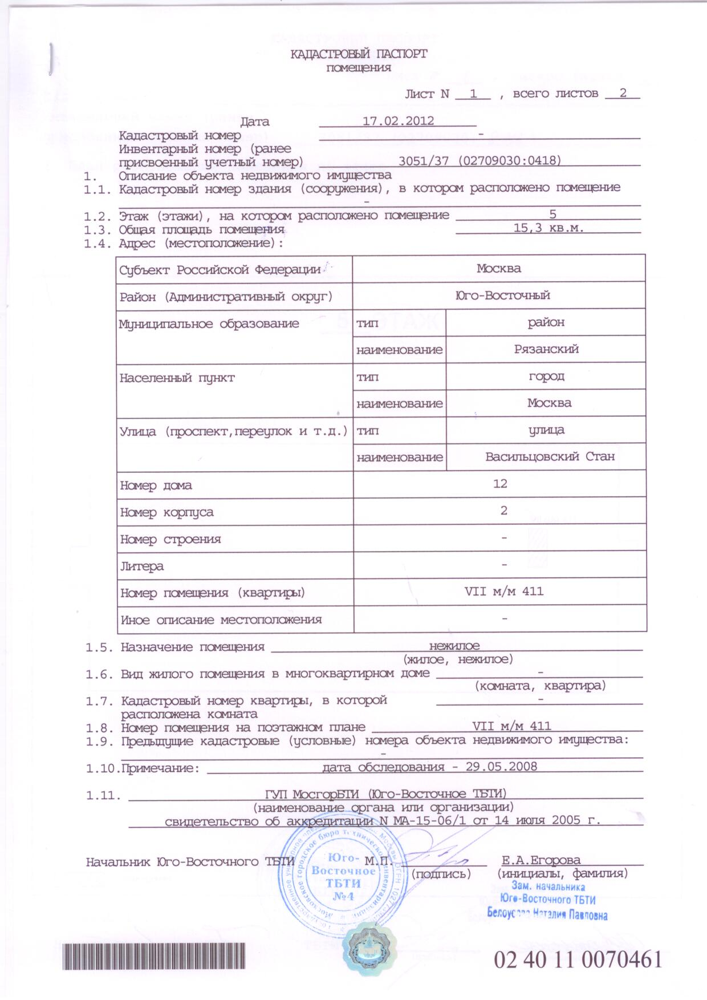 КАДАСТРОВЫЙ ПАСПОРТ
помещения
Лист N 1 , всего листов 2
Дата 17.02.2012
Кадастровый номер -
Инвентарный номер (ранее
присвоенный учетный номер) 3051/37 (02709030:0418)
1. Описание объекта недвижимого имущества
1.1. Кадастровый номер здания (сооружения), в котором расположено помещение
-
1.2. Этаж (этажи), на котором расположено помещение 5
1.3. Общая площадь помещения 15,3 кв.м.
1.4. Адрес (местоположение):
Субъект Российской Федерации Москва
Район (Административный округ) Юго-Восточный
Муниципальное образование тип район
наименование Рязанский
Населенный пункт тип город
наименование Москва
Улица (проспект,переулок и т.д.) тип улица
наименование Васильцовский Стан
Номер дома 12
Номер корпуса 2
Номер строения -
Литера -
Номер помещения (квартиры) VII м/м 411
Иное описание местоположения -
1.5. Назначение помещения нежилое
(жилое, нежилое)
1.6. Вид жилого помещения в многоквартирном доме -
(комната, квартира)
1.7. Кадастровый номер квартиры, в которой -
расположена комната
1.8. Номер помещения на поэтажном плане VII м/м 411
1.9. Предыдущие кадастровые (условные) номера объекта недвижимого имущества:
-
1.10.Примечание: дата обследования - 29.05.2008
1.11. ГУП МосгорБТИ (Юго-Восточное ТБТИ)
(наименование органа или организации)
свидетельство об аккредитации N МА-15-06/1 от 14 июля 2005 г.
Начальник Юго-Восточного ТБТИ М.П. Е.А.Егорова
(подпись) (инициалы, фамилия)
Юго-
Восточное
ТБТИ
№4
Московское городское бюро технической инвентаризации
Зам. начальника
Юго-Восточного ТБТИ
Белоусова Наталия Павловна
02 40 11 0070461